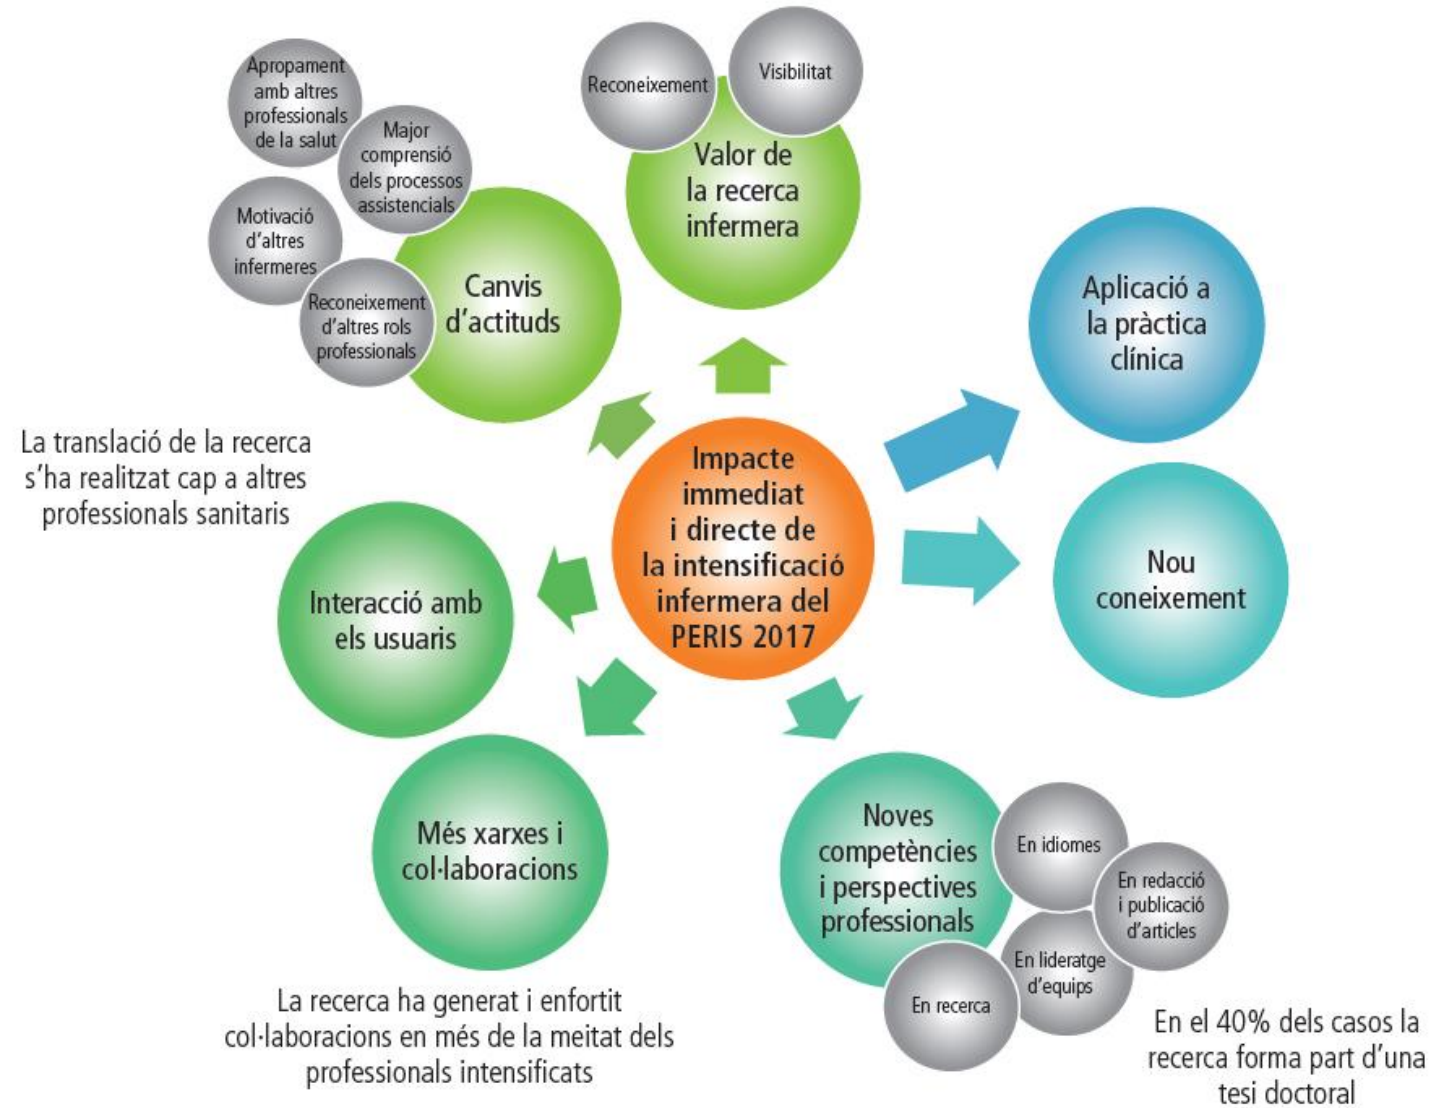 Apropament
amb altres
professionals
de la salut
Major
comprensió
dels processos
assistencials
Motivació
d'altres
infermeres
Reconeixement
d'altres rols
professionals
Canvis
d'actituds
Reconeixement
Visibilitat
Valor de
la recerca
infermera
Aplicació a
la pràctica
clínica
La translació de la recerca
s'ha realitzat cap a altres
professionals sanitaris
Impacte
immediat
i directe de
la intensificació
infermera del
PERIS 2017
Nou
coneixement
Interacció amb
els usuaris
Més xarxes i
col·laboracions
La recerca ha generat i enfortit
col·laboracions en més de la meitat dels
professionals intensificats
Noves
competències
i perspectives
professionals
En idiomes
En redacció
i publicació
d'articles
En lideratge
d'equips
En recerca
En el 40% dels casos la
recerca forma part d'una
tesi doctoral